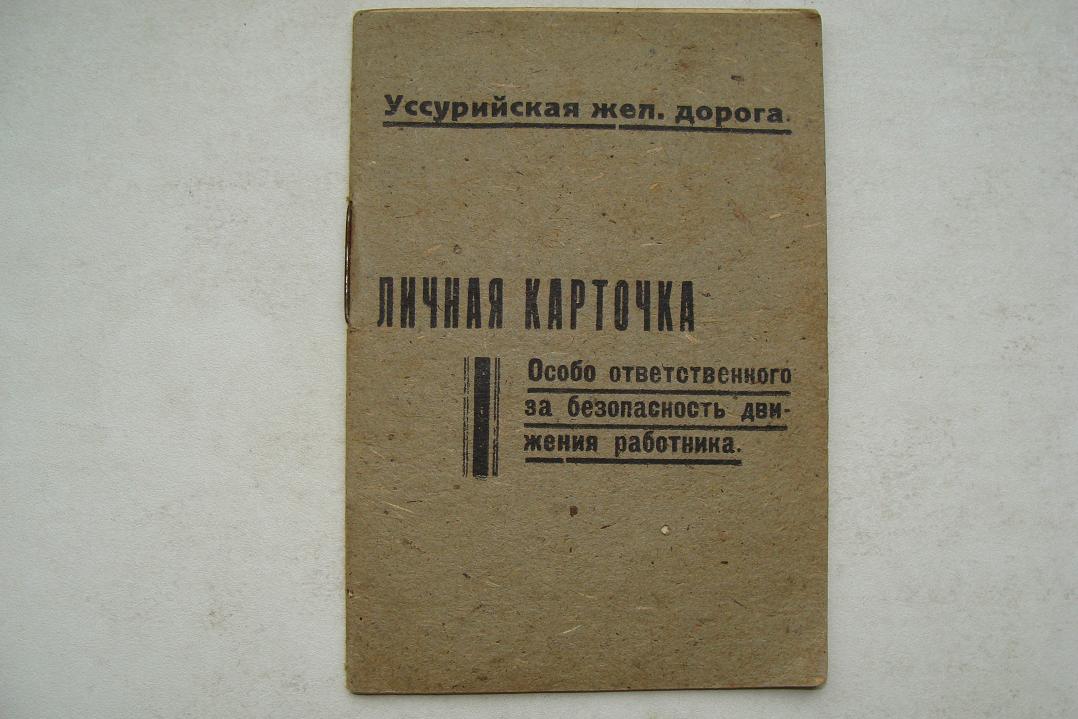 Уссурийская жел. дорога.
ЛИЧНАЯ КАРТОЧКА
Особо ответственного
за безопасность дви-
жения работника.